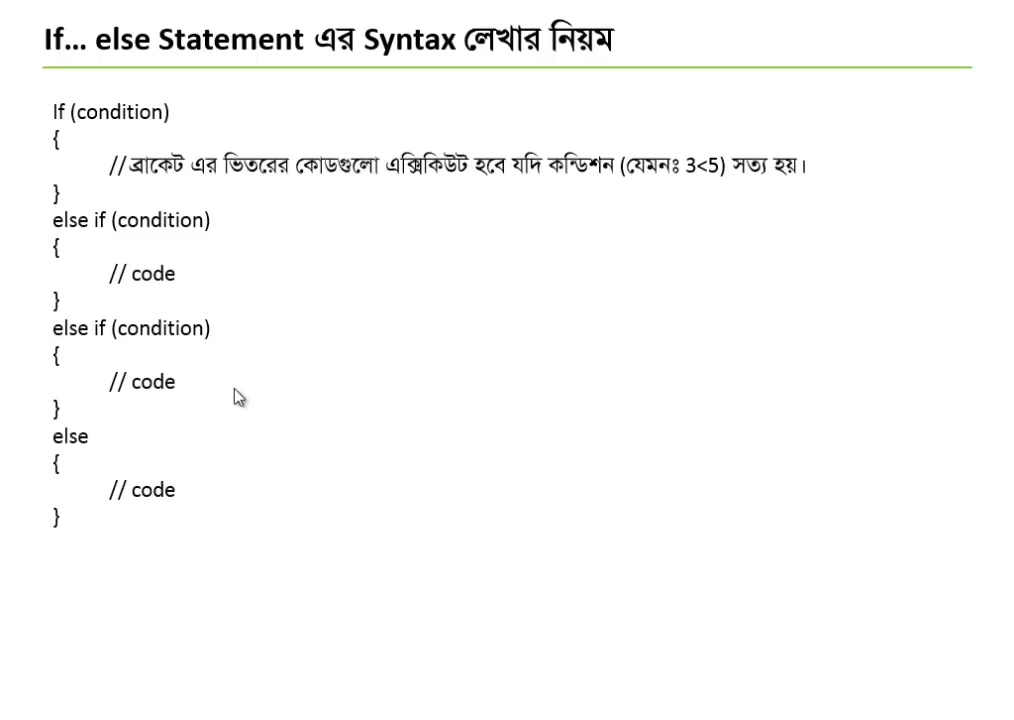 If... else Statement এর Syntax লেখার নিয়ম
If (condition)
{
// ব্রাকেট এর ভিতরের কোডগুলো এক্সিকিউট হবে যদি কন্ডিশন (যেমনঃ 3<5) সত্য হয়।
}
else if (condition)
{
// code
}
else if (condition)
{
// code
}
else
{
// code
}